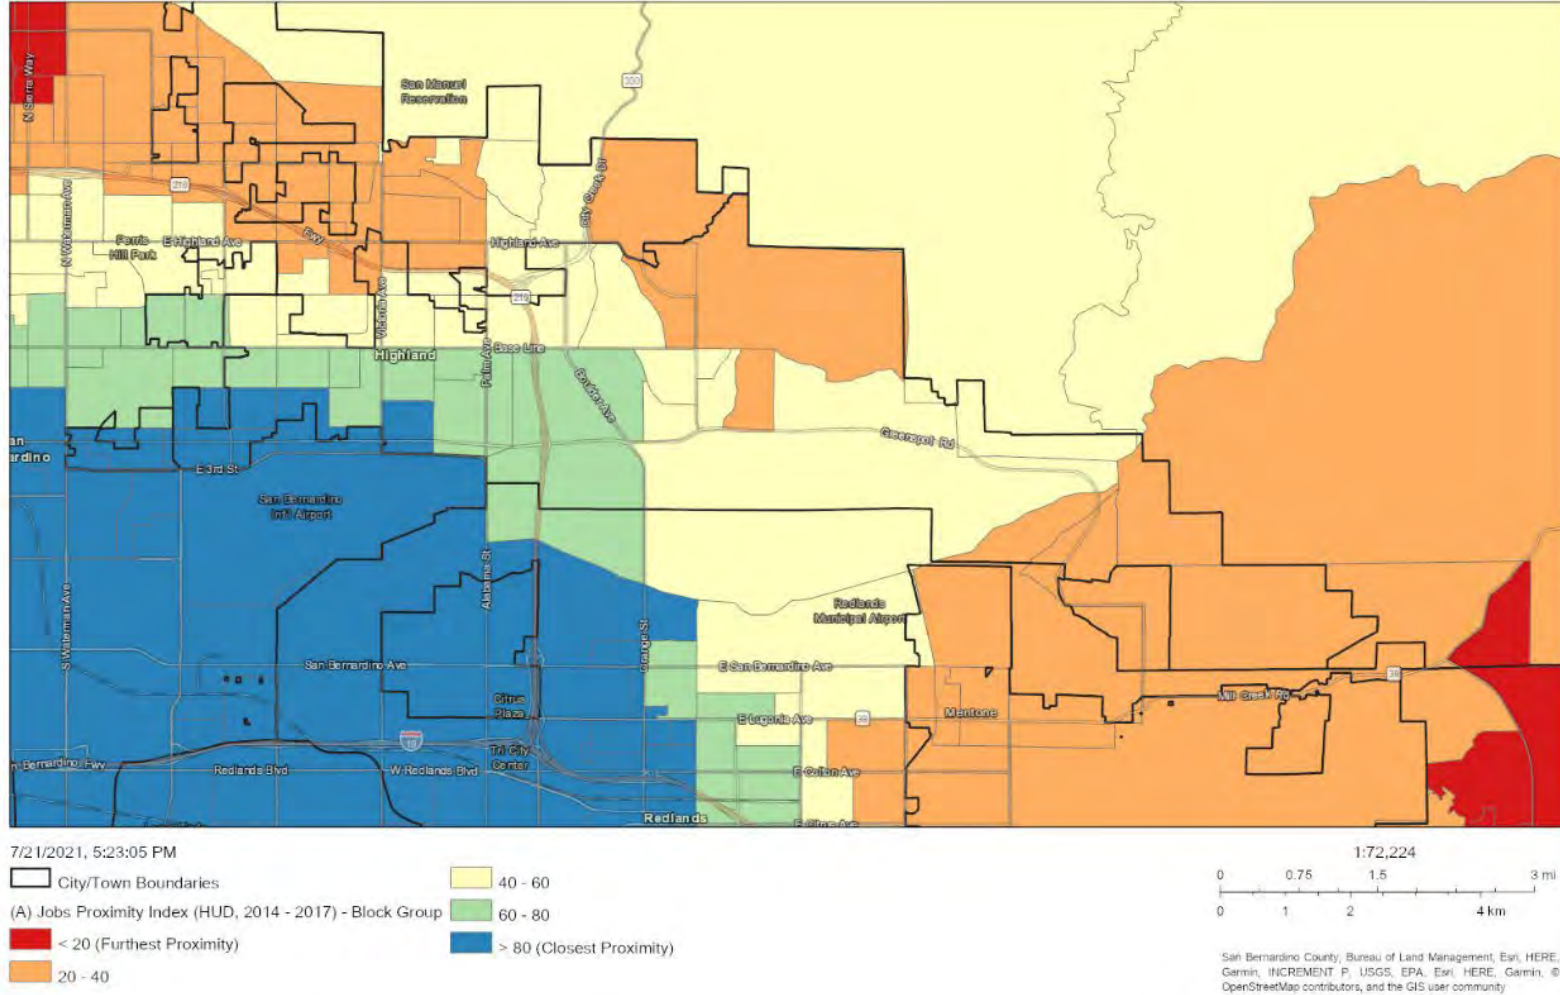 N Sierra Way
San Manuel
Reservation
330
210
N Waterman Ave
City Creek Dr
Perris
Hill Park
E Highland Ave
Fwy
Highland Ave
Victoria Ave
210
Base Line
Highland
Palm Ave
Boulder Ave
Greenspot Rd
an
ardino
E 3rd St
San Bernardino
Int'l Airport
S Waterman Ave
Alabama St
Orange St
Redlands
Municipal Airport
San Bernardino Ave
E San Bernardino Ave
38
Mill Creek Rd
Citrus
Plaza
E Lugonia Ave
38
Mentone
10
Tri City
Center
n Bernardino Fwy
Redlands Blvd
W Redlands Blvd
E Colton Ave
Redlands
E Citrus Ave
7/21/2021, 5:23:05 PM
City/Town Boundaries
(A) Jobs Proximity Index (HUD, 2014 - 2017) - Block Group
< 20 (Furthest Proximity)
20 - 40
40 - 60
60 - 80
> 80 (Closest Proximity)
1:72,224
0 0.75 1.5 3 mi
0 1 2 4 km
San Bernardino County, Bureau of Land Management, Esri, HERE,
Garmin, INCREMENT P, USGS, EPA, Esri, HERE, Garmin, ©
OpenStreetMap contributors, and the GIS user community